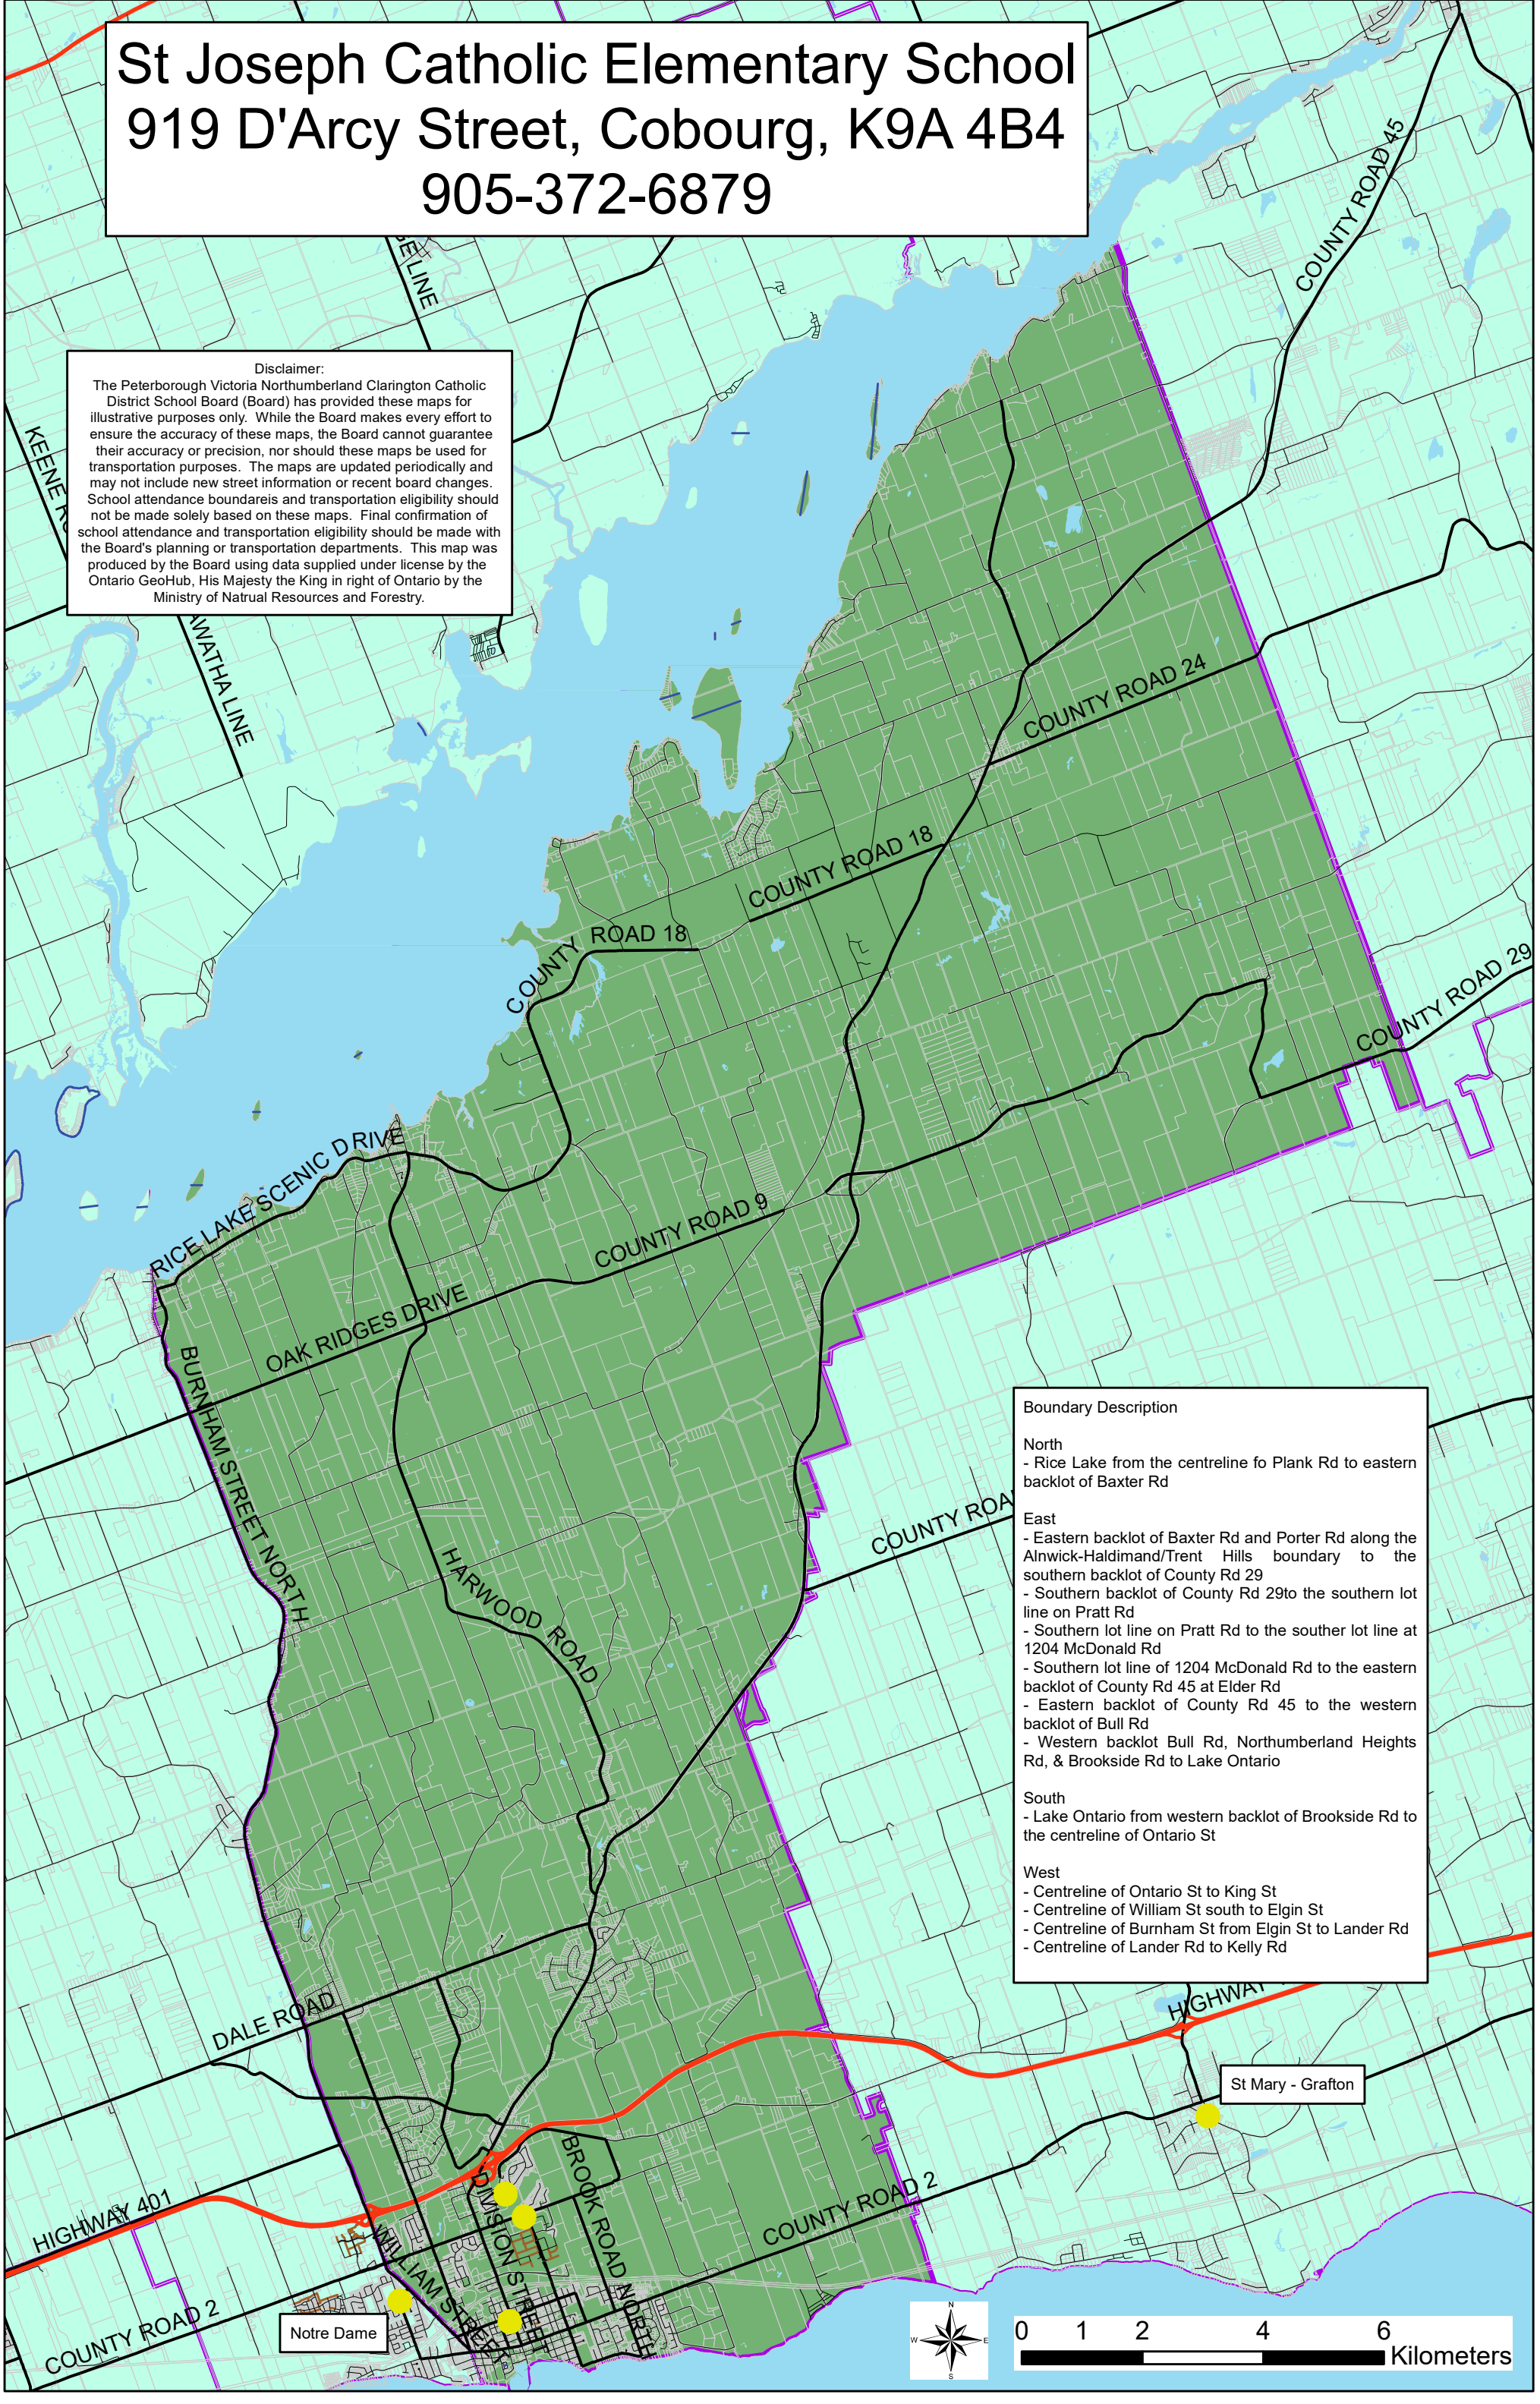 St Joseph Catholic Elementary School
919 D'Arcy Street, Cobourg, K9A 4B4
905-372-6879
COUNTY ROAD 45
GE LINE
Disclaimer:
The Peterborough Victoria Northumberland Clarington Catholic
District School Board (Board) has provided these maps for
illustrative purposes only. While the Board makes every effort to
ensure the accuracy of these maps, the Board cannot guarantee
their accuracy or precision, nor should these maps be used for
transportation purposes. The maps are updated periodically and
may not include new street information or recent board changes.
School attendance boundareis and transportation eligibility should
not be made solely based on these maps. Final confirmation of
school attendance and transportation eligibility should be made with
the Board's planning or transportation departments. This map was
produced by the Board using data supplied under license by the
Ontario GeoHub, His Majesty the King in right of Ontario by the
Ministry of Natrual Resources and Forestry.
KEENE RO
AWATHA LINE
COUNTY ROAD 24
COUNTY ROAD 18
COUNTY ROAD 18
COUNTY ROAD 29
RICE LAKE SCENIC DRIVE
COUNTY ROAD 9
OAK RIDGES DRIVE
BURNHAM STREET NORTH
HARWOOD ROAD
COUNTY ROA
Boundary Description
North
- Rice Lake from the centreline fo Plank Rd to eastern
backlot of Baxter Rd
East
- Eastern backlot of Baxter Rd and Porter Rd along the
Alnwick-Haldimand/Trent Hills boundary to the
southern backlot of County Rd 29
- Southern backlot of County Rd 29to the southern lot
line on Pratt Rd
- Southern lot line on Pratt Rd to the souther lot line at
1204 McDonald Rd
- Southern lot line of 1204 McDonald Rd to the eastern
backlot of County Rd 45 at Elder Rd
- Eastern backlot of County Rd 45 to the western
backlot of Bull Rd
- Western backlot Bull Rd, Northumberland Heights
Rd, & Brookside Rd to Lake Ontario
South
- Lake Ontario from western backlot of Brookside Rd to
the centreline of Ontario St
West
- Centreline of Ontario St to King St
- Centreline of William St south to Elgin St
- Centreline of Burnham St from Elgin St to Lander Rd
- Centreline of Lander Rd to Kelly Rd
DALE ROAD
HIGHWAY
St Mary - Grafton
HIGHWAY 401
DIVISION STREET
BROOK ROAD NORTH
WILLIAM STREET
COUNTY ROAD 2
COUNTY ROAD 2
Notre Dame
N
W
E
S
0 1 2 4 6
Kilometers